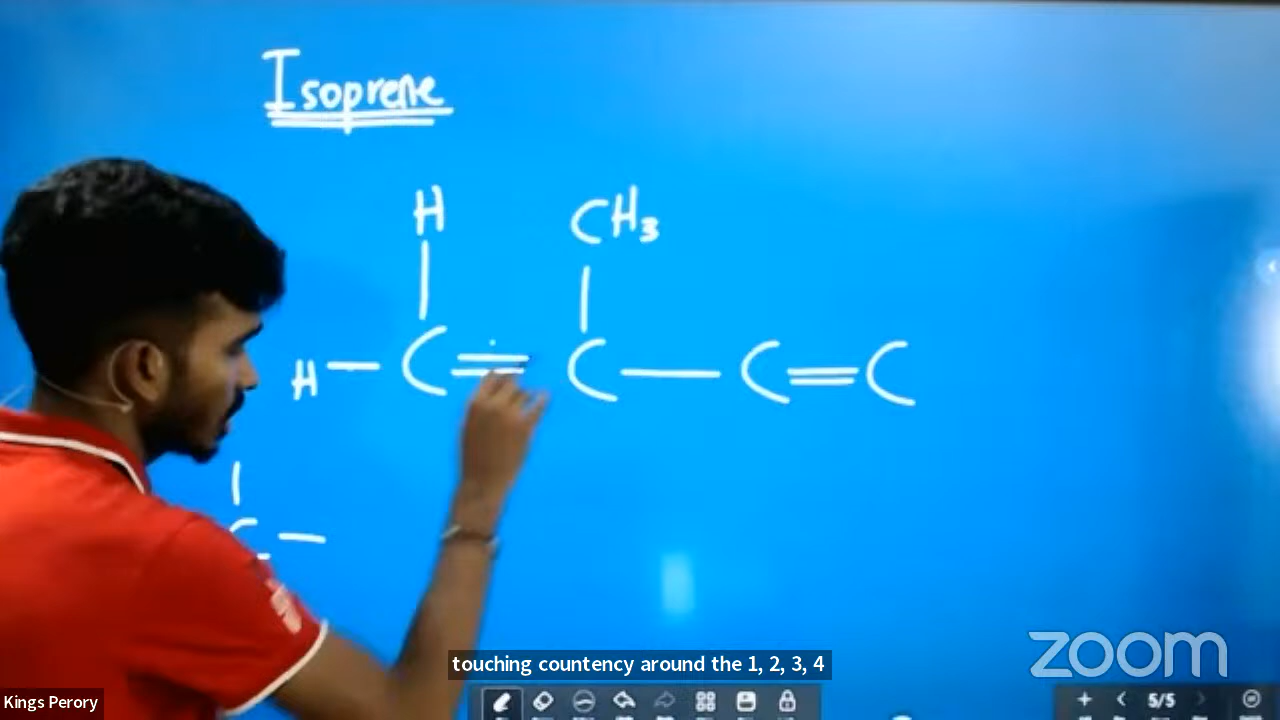 Isoprene
H CH₃
H — C = C — C = C
C —
touching countency around the 1, 2, 3, 4
zoom
Kings Perory
5/5